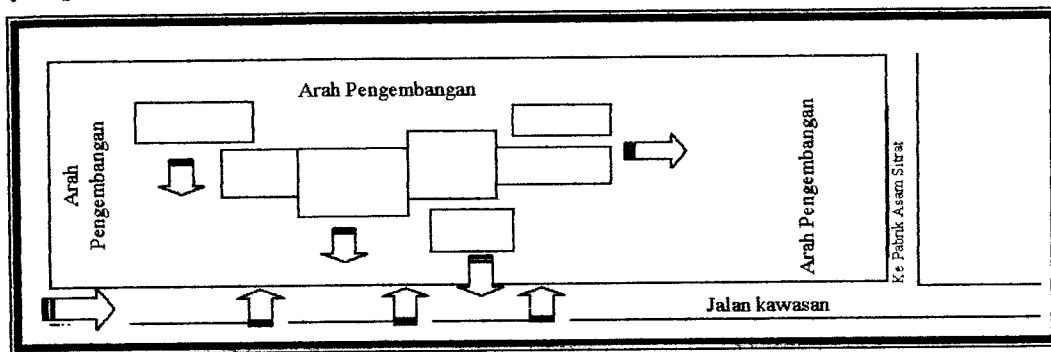 Arah Pengembangan
Arah
Pengembangan
Arah Pengembangan
Ke Pabrik Asam Sitrat
Jalan kawasan